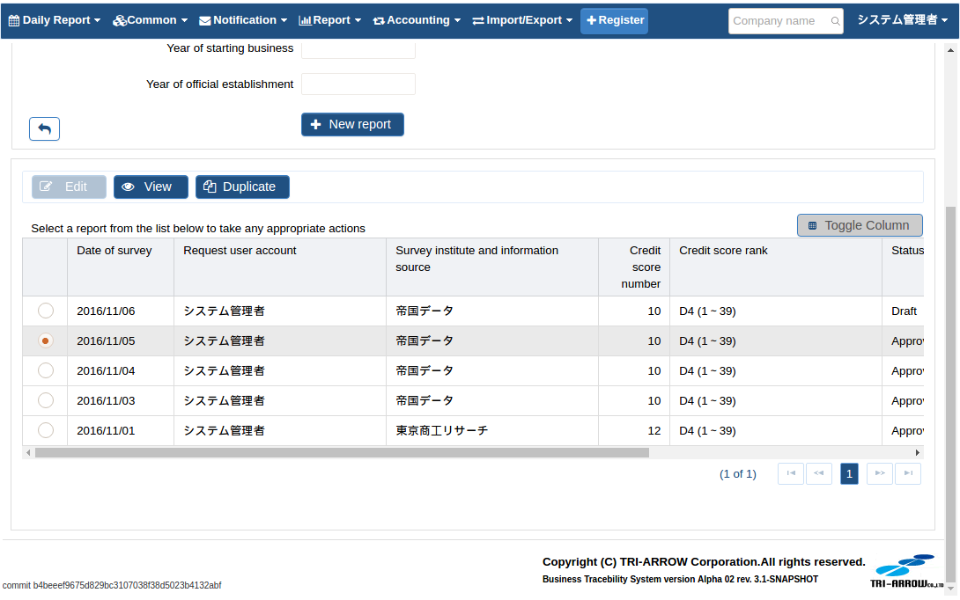 Daily Report Common Notification Report Accounting Import/Export Register Company name システム管理者
Year of starting business
Year of official establishment
New report
Edit View Duplicate
Select a report from the list below to take any appropriate actions
Toggle Column
Date of survey Request user account Survey institute and information source Credit score number Credit score rank Status
2016/11/06 システム管理者 帝国データ 10 D4 (1 ~ 39) Draft
2016/11/05 システム管理者 帝国データ 10 D4 (1 ~ 39) Approv
2016/11/04 システム管理者 帝国データ 10 D4 (1 ~ 39) Approv
2016/11/03 システム管理者 帝国データ 10 D4 (1 ~ 39) Approv
2016/11/01 システム管理者 東京商工リサーチ 12 D4 (1 ~ 39) Approv
(1 of 1) 1
Copyright (C) TRI-ARROW Corporation.All rights reserved.
Business Tracebility System version Alpha 02 rev. 3.1-SNAPSHOT
TRI-ARROW Co.,LTD
commit b4beeef9675d829bc3107038f38d5023b4132abf